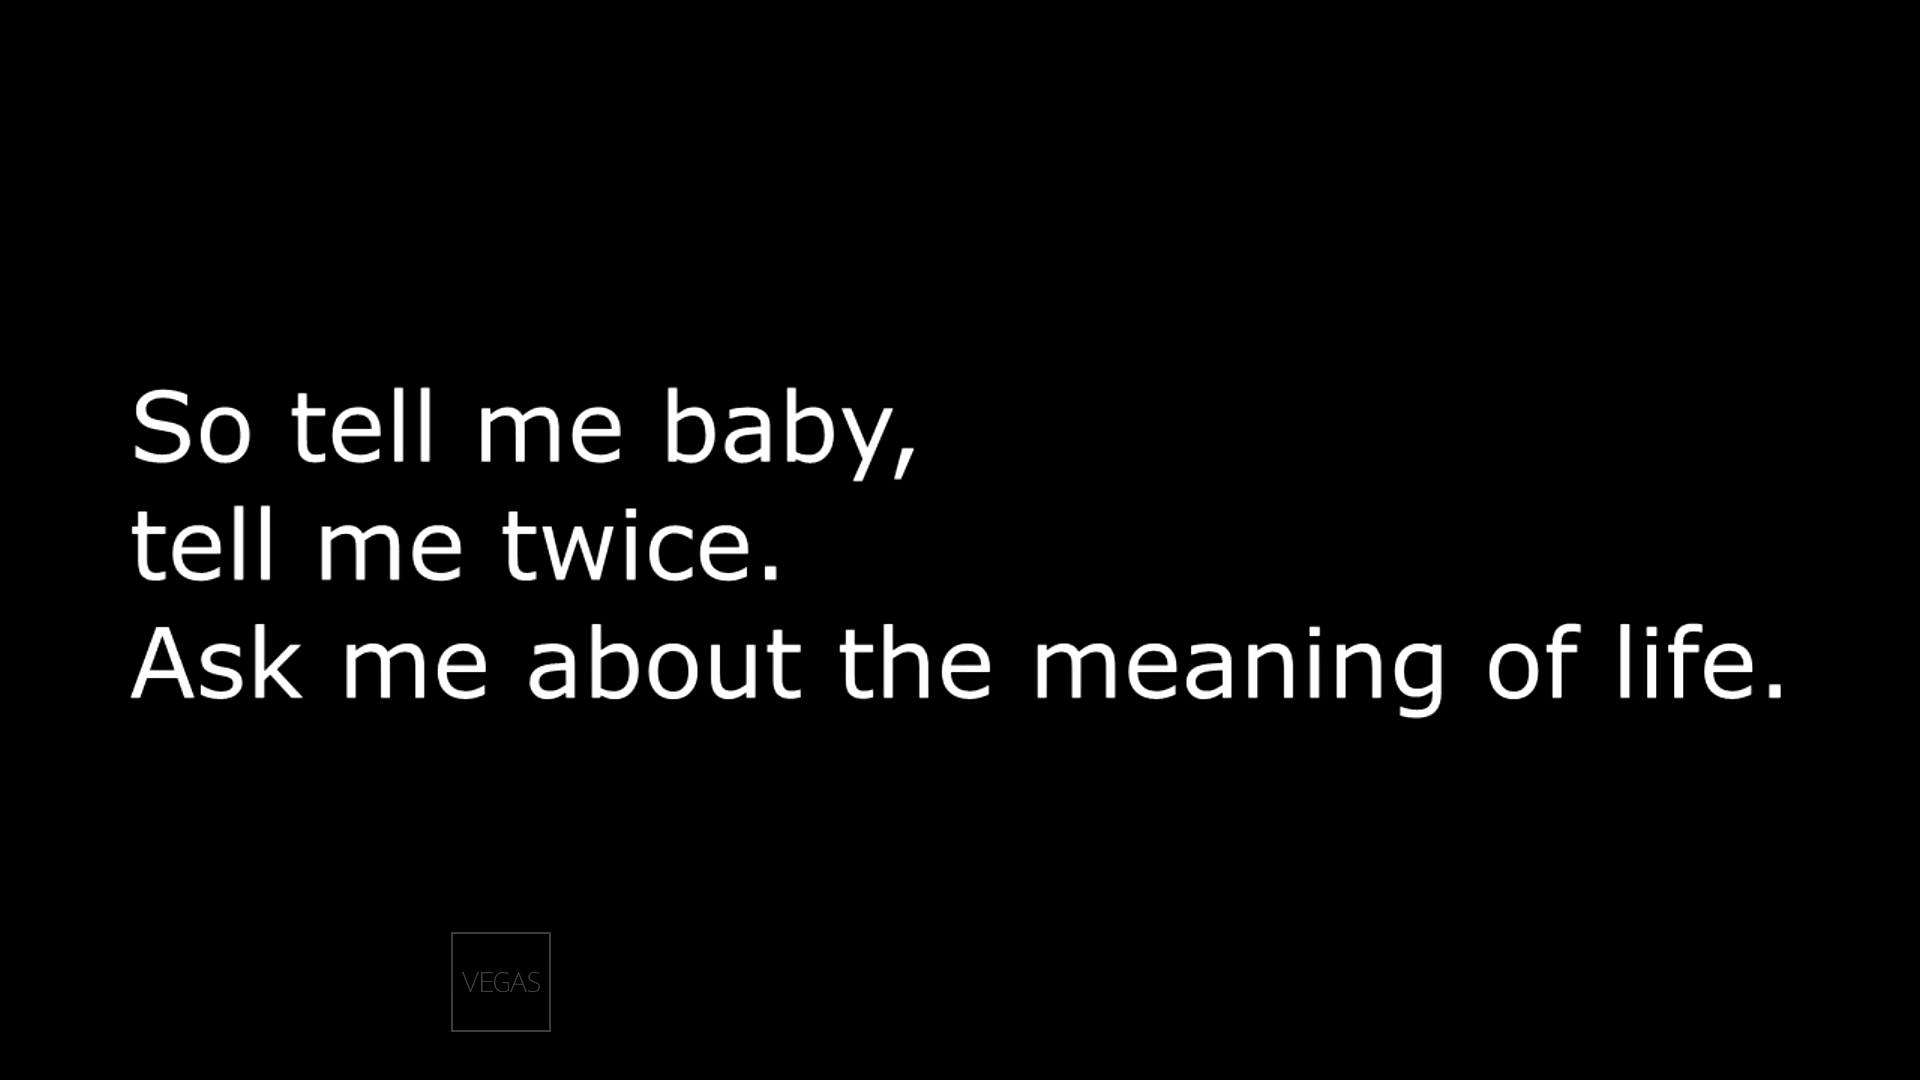 So tell me baby,
tell me twice.
Ask me about the meaning of life.
VEGAS